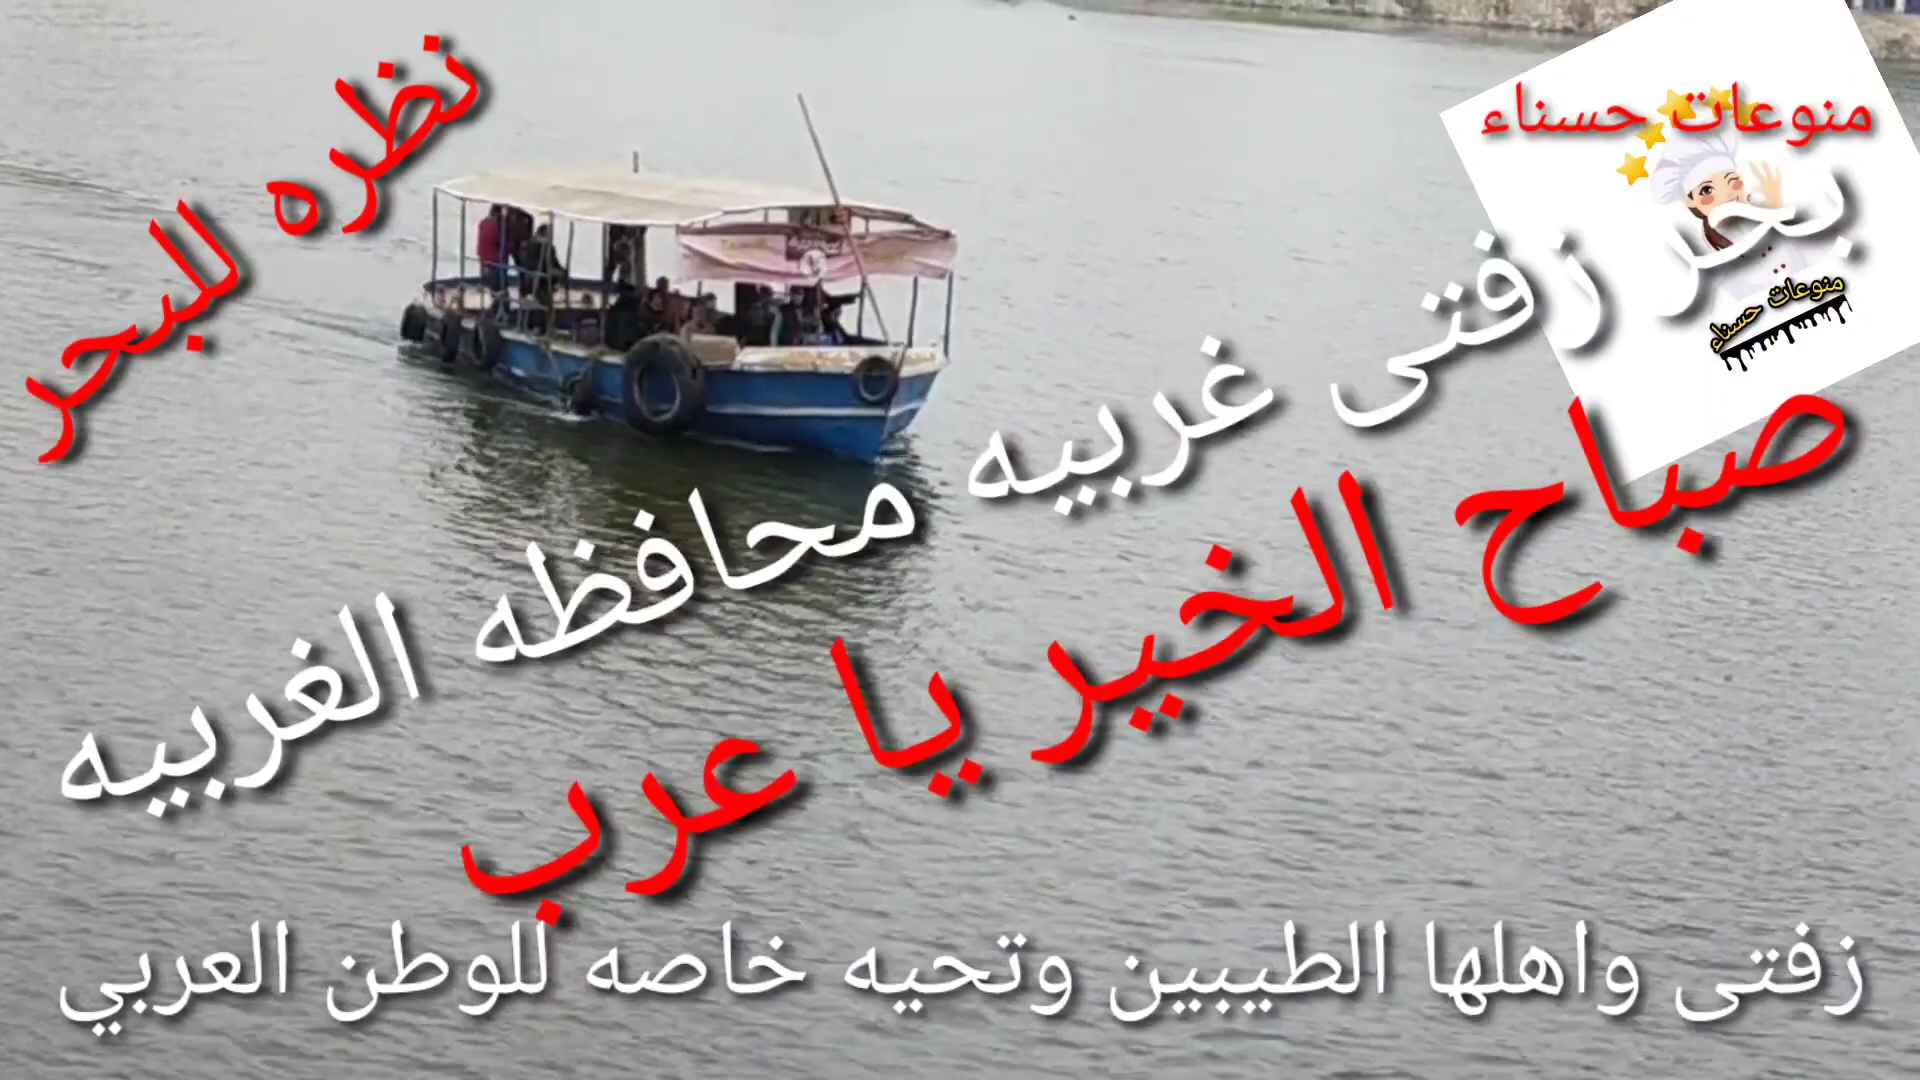 منوعات حسناء
نظره للبحر
بحر زفتى غربيه محافظه الغربيه
منوعات حسناء
صباح الخير يا عرب
زفتى واهلها الطيبين وتحيه خاصه للوطن العربي